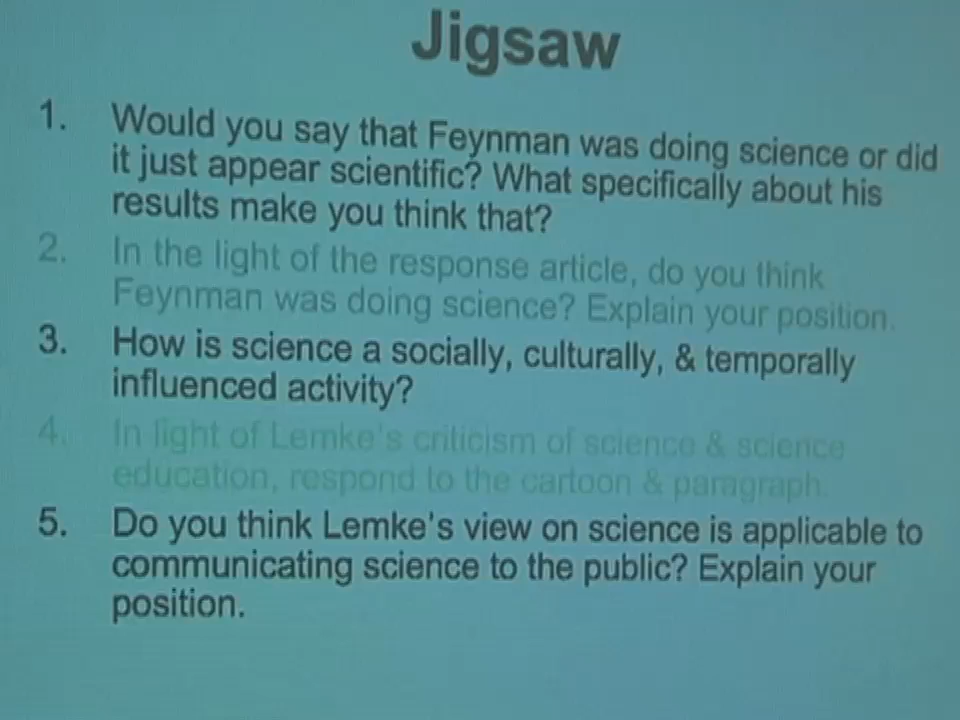 Jigsaw
1. Would you say that Feynman was doing science or did
it just appear scientific? What specifically about his
results make you think that?
2. In the light of the response article, do you think
Feynman was doing science? Explain your position.
3. How is science a socially, culturally, & temporally
influenced activity?
4. In light of Lemke's criticism of science & science
education, respond to the cartoon & paragraph.
5. Do you think Lemke's view on science is applicable to
communicating science to the public? Explain your
position.